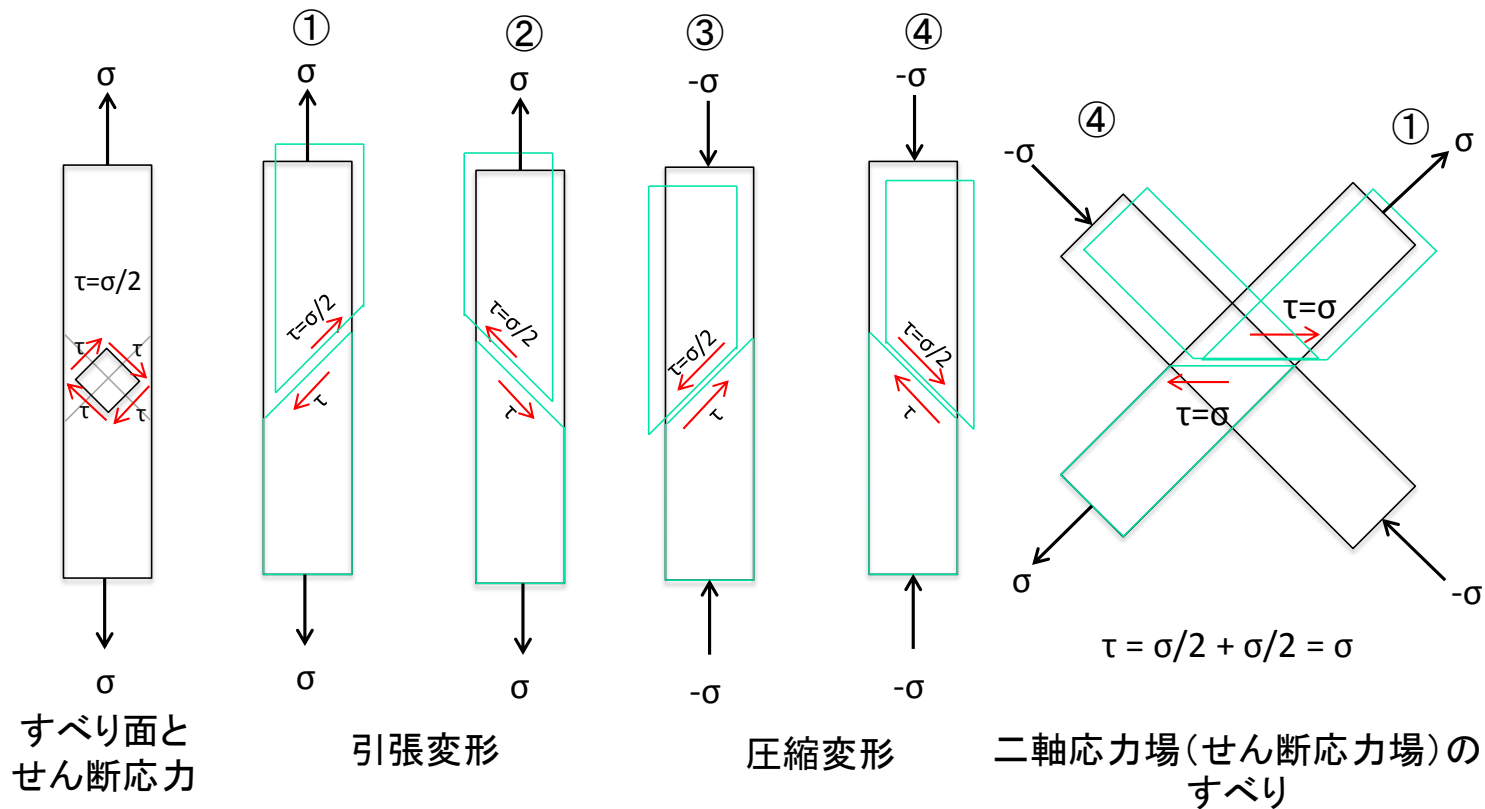 ①
②
③
④
σ
σ
σ
-σ
-σ
④
①
-σ
σ
τ=σ/2
τ
τ
τ
τ
τ=σ/2
τ
τ=σ/2
τ
τ=σ/2
τ
τ=σ/2
τ
τ=σ
τ=σ
σ
-σ
τ = σ/2 + σ/2 = σ
σ
σ
σ
-σ
-σ
すべり面と
せん断応力
引張変形
圧縮変形
二軸応力場(せん断応力場)の
すべり